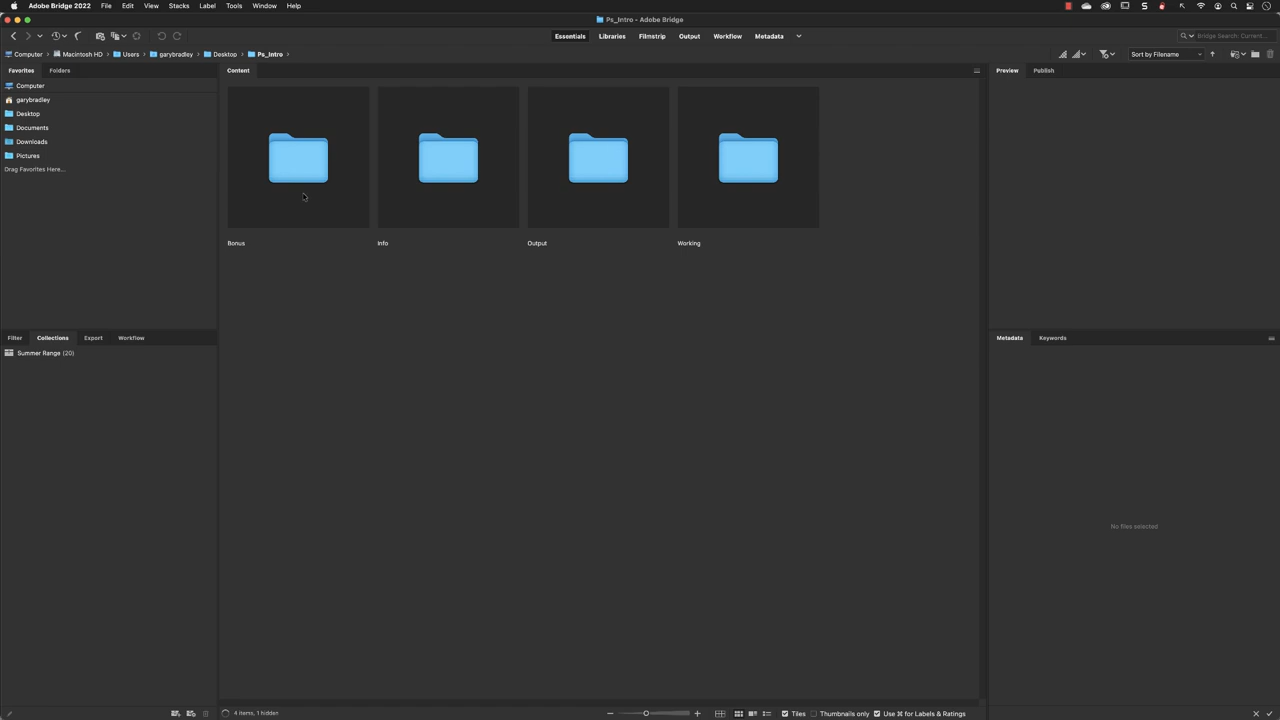 Adobe Bridge 2022 File Edit View Stacks Label Tools Window Help
Ps_Intro - Adobe Bridge
Essentials Libraries Filmstrip Output Workflow Metadata
Bridge Search: Current...
Computer Macintosh HD Users garybradley Desktop Ps_Intro
Sort by Filename
Favorites Folders
Content
Preview Publish
Computer
garybradley
Desktop
Documents
Downloads
Pictures
Drag Favorites Here...
Bonus Info Output Working
Filter Collections Export Workflow
Metadata Keywords
Summer Range (20)
No files selected
4 items, 1 hidden
Tiles Thumbnails only Use ⌘ for Labels & Ratings